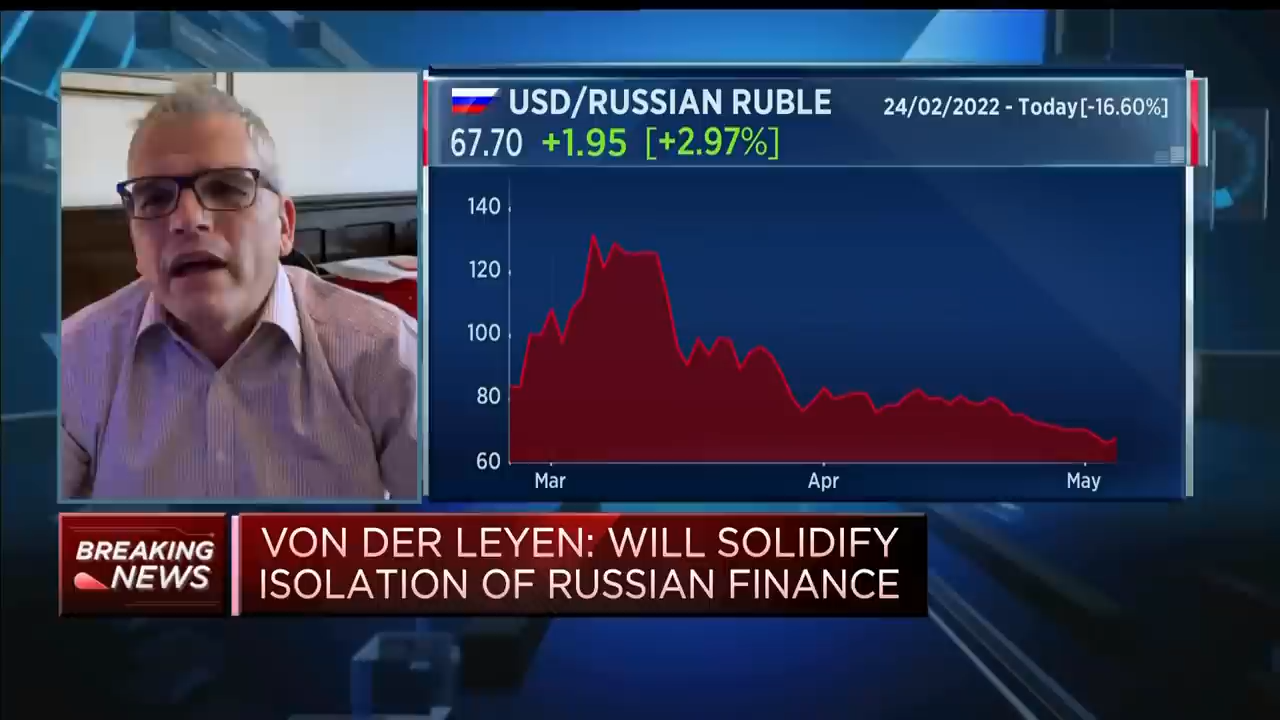 USD/RUSSIAN RUBLE
24/02/2022 - Today[-16.60%]
67.70 +1.95 [+2.97%]
140
120
100
80
60
Mar Apr May
BREAKING NEWS
VON DER LEYEN: WILL SOLIDIFY
ISOLATION OF RUSSIAN FINANCE